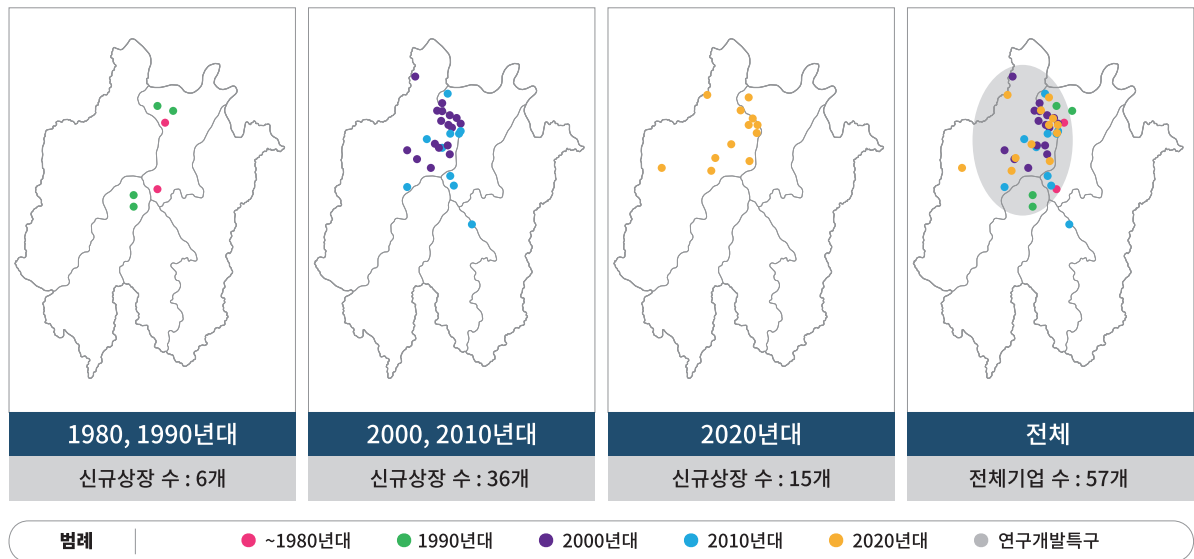 1980, 1990년대
2000, 2010년대
2020년대
전체
신규상장 수 : 6개
신규상장 수 : 36개
신규상장 수 : 15개
전체기업 수 : 57개
범례
~1980년대
1990년대
2000년대
2010년대
2020년대
연구개발특구